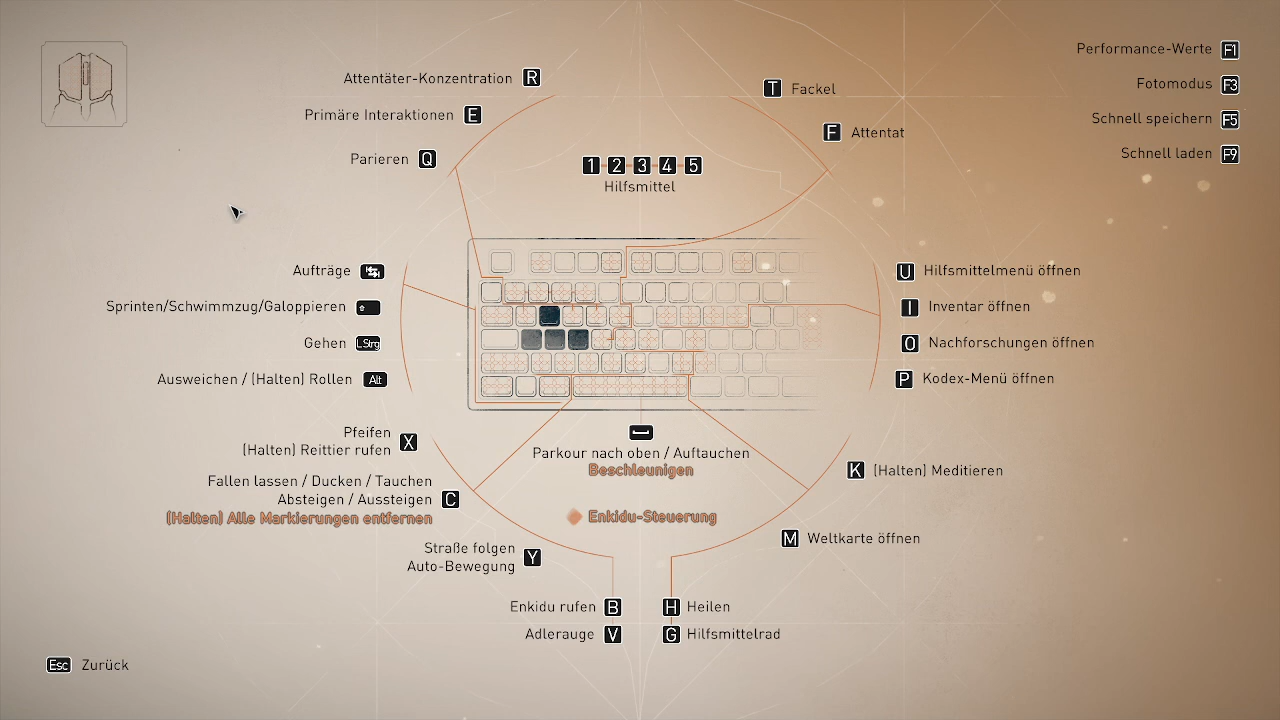 Performance-Werte F1
Attentäter-Konzentration R
T Fackel
Fotomodus F3
Primäre Interaktionen E
Schnell speichern F5
F Attentat
Parieren Q
Schnell laden F9
1 2 3 4 5
Hilfsmittel
Aufträge
U Hilfsmittelmenü öffnen
Sprinten/Schwimmzug/Galoppieren
I Inventar öffnen
Gehen L.Strg
O Nachforschungen öffnen
Ausweichen / (Halten) Rollen Alt
P Kodex-Menü öffnen
Pfeifen
(Halten) Reittier rufen X
Parkour nach oben / Auftauchen
Beschleunigen
K (Halten) Meditieren
Fallen lassen / Ducken / Tauchen
Absteigen / Aussteigen C
(Halten) Alle Markierungen entfernen
Enkidu-Steuerung
M Weltkarte öffnen
Straße folgen
Auto-Bewegung Y
Enkidu rufen B
H Heilen
Adlerauge V
G Hilfsmittelrad
Esc Zurück